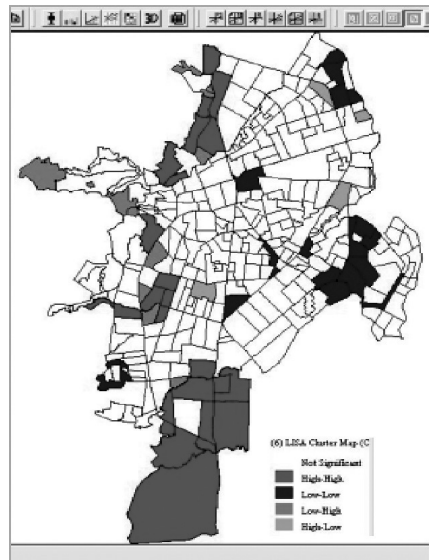 (6) LISA Cluster Map (C
Not Significant
High-High
Low-Low
Low-High
High-Low